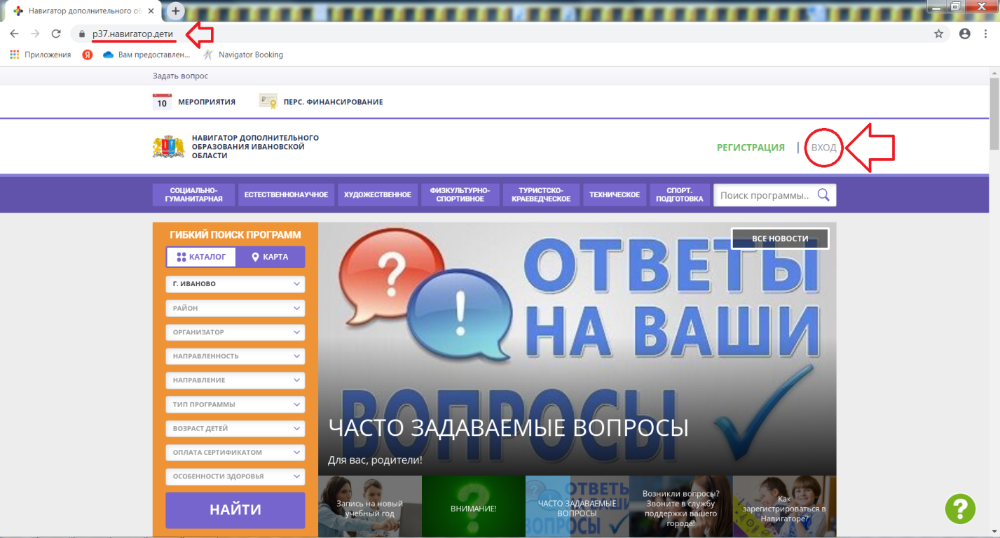 Навигатор дополнительного об
р37.навигатор.дети
Приложения
Я
Вам предоставлен...
Navigator Booking
Задать вопрос
10 МЕРОПРИЯТИЯ
ПЕРС. ФИНАНСИРОВАНИЕ
НАВИГАТОР ДОПОЛНИТЕЛЬНОГО
ОБРАЗОВАНИЯ ИВАНОВСКОЙ
ОБЛАСТИ
РЕГИСТРАЦИЯ | ВХОД
СОЦИАЛЬНО-
ГУМАНИТАРНАЯ
ЕСТЕСТВЕННОНАУЧНОЕ
ХУДОЖЕСТВЕННОЕ
ФИЗКУЛЬТУРНО-
СПОРТИВНОЕ
ТУРИСТСКО-
КРАЕВЕДЧЕСКОЕ
ТЕХНИЧЕСКОЕ
СПОРТ.
ПОДГОТОВКА
Поиск программы..
ГИБКИЙ ПОИСК ПРОГРАММ
КАТАЛОГ
КАРТА
Г. ИВАНОВО
РАЙОН
ОРГАНИЗАТОР
НАПРАВЛЕННОСТЬ
НАПРАВЛЕНИЕ
ТИП ПРОГРАММЫ
ВОЗРАСТ ДЕТЕЙ
ОПЛАТА СЕРТИФИКАТОМ
ОСОБЕННОСТИ ЗДОРОВЬЯ
НАЙТИ
ВСЕ НОВОСТИ
?
!
ОТВЕТЫ
НА ВАШИ
ВОПРОСЫ
ЧАСТО ЗАДАВАЕМЫЕ ВОПРОСЫ
Для вас, родители!
Запись на новый
учебный год
ВНИМАНИЕ!
ОТВЕТЫ
НА ВАШИ
ВОПРОСЫ
ЧАСТО ЗАДАВАЕМЫЕ
ВОПРОСЫ
Возникли вопросы?
Звоните в службу
поддержки вашего
города!
Как
зарегистрироваться в
Навигаторе?
?